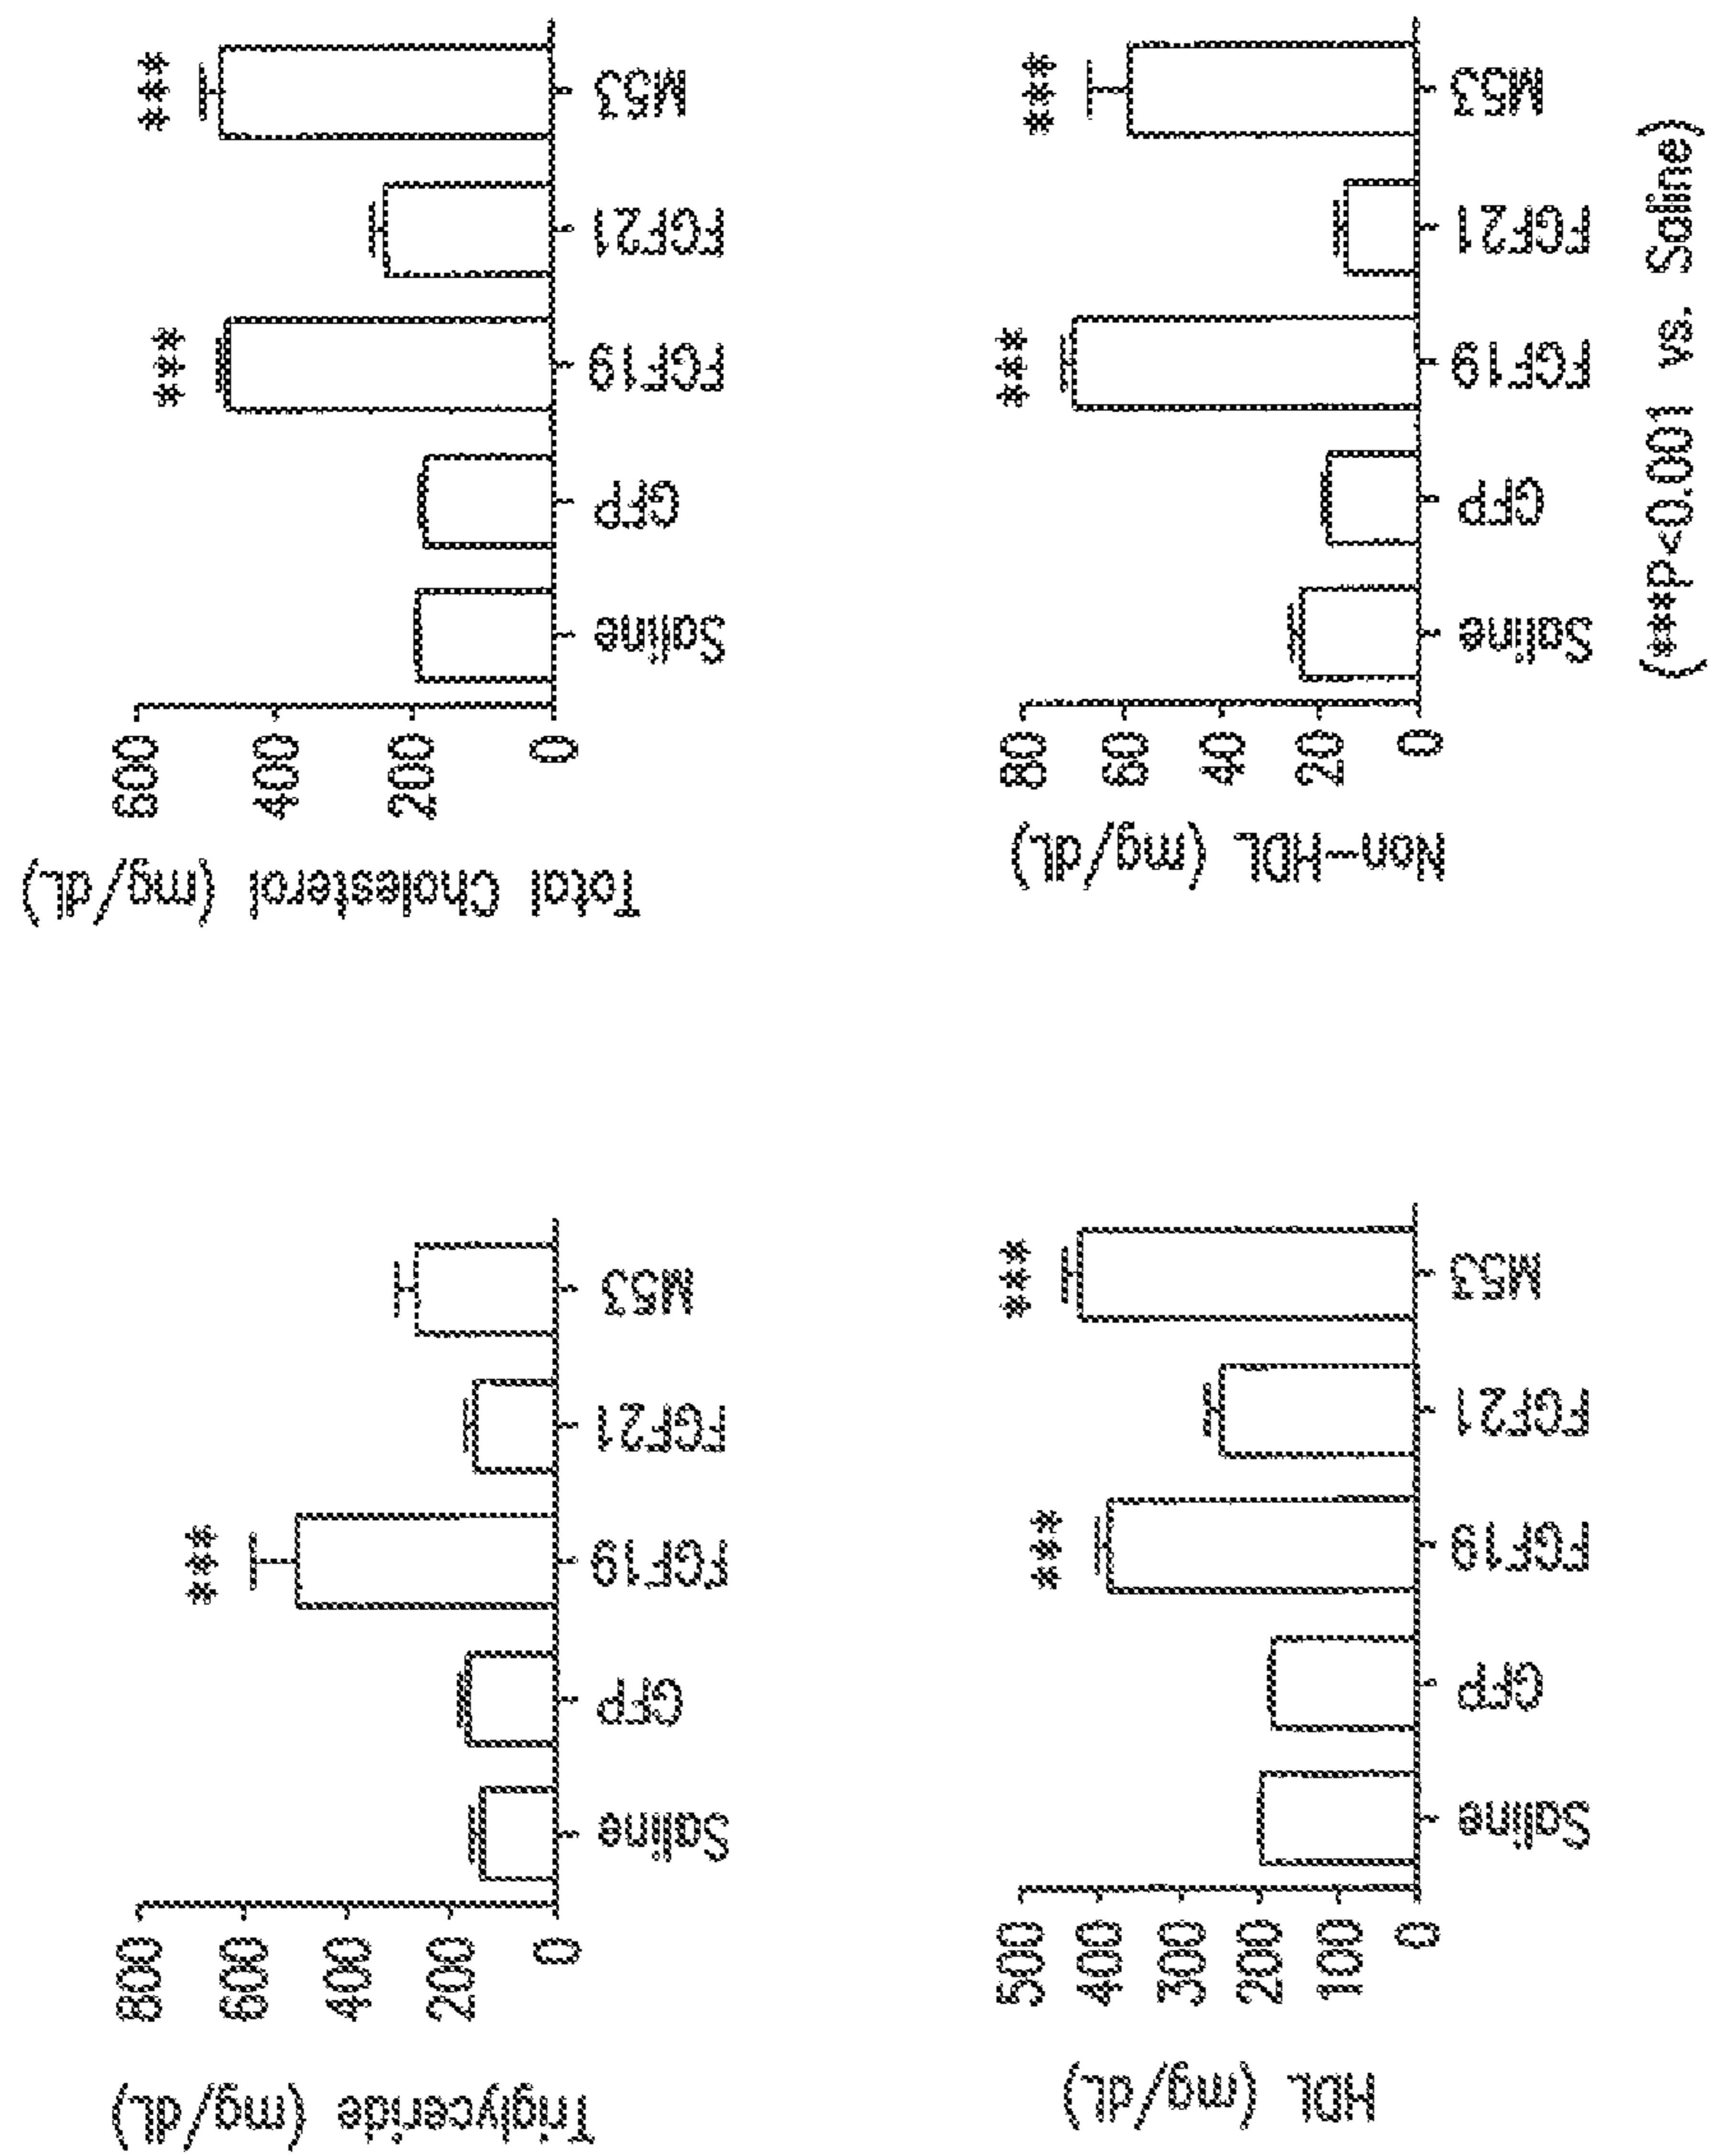 Triglyceride (mg/dL)
800
600
400
200
0
***
Saline
GFP
FGF19
FGF21
M53
Total Cholesterol (mg/dL)
600
400
200
0
***
***
Saline
GFP
FGF19
FGF21
M53
HDL (mg/dL)
500
400
300
200
100
0
***
***
Saline
GFP
FGF19
FGF21
M53
Non-HDL (mg/dL)
80
60
40
20
0
***
***
Saline
GFP
FGF19
FGF21
M53
(***P<0.001 vs. Saline)